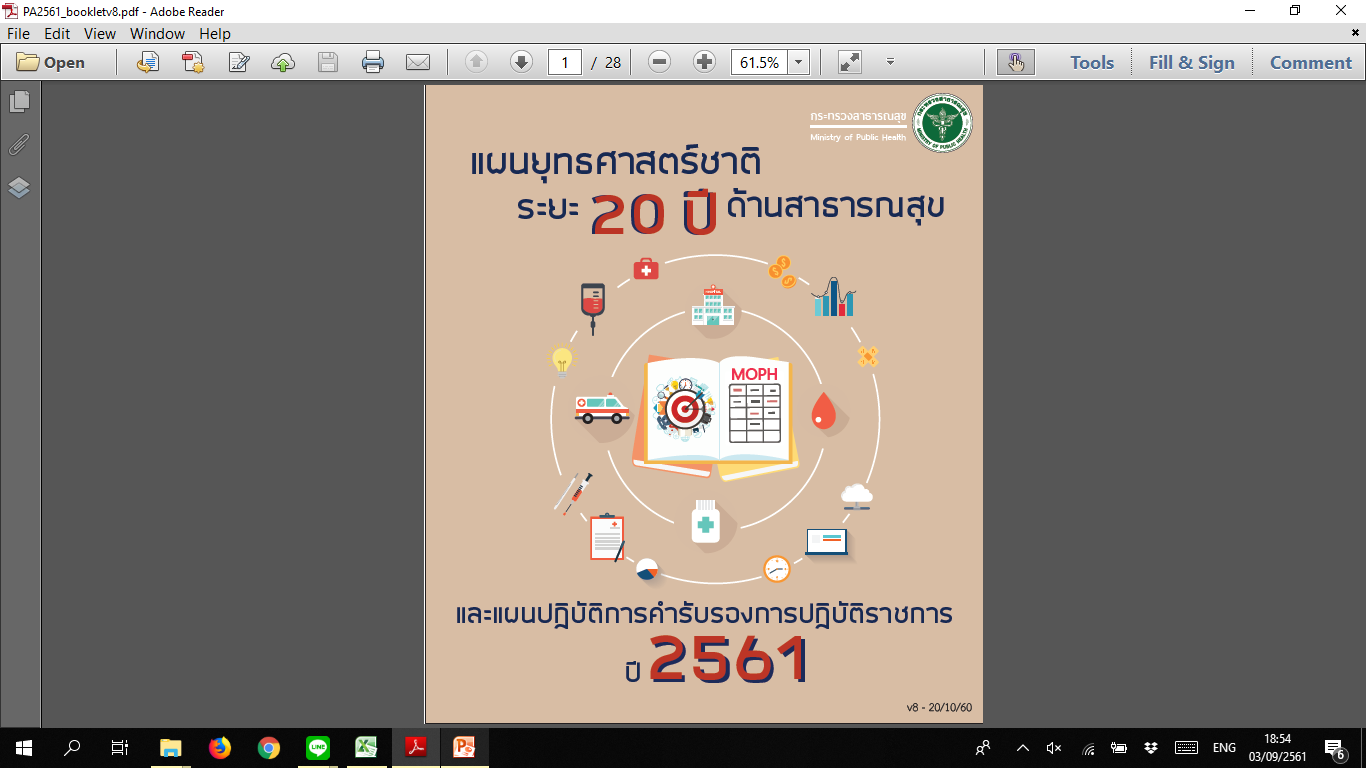 PA2561_bookletv8.pdf - Adobe Reader
File Edit View Window Help
Open 1 / 28 61.5% Tools Fill & Sign Comment
กระทรวงสาธารณสุข
Ministry of Public Health
แผนยุทธศาสตร์ชาติ
ระยะ 20 ปี ด้านสาธารณสุข
MOPH
และแผนปฏิบัติการคำรับรองการปฏิบัติราชการ
ปี 2561
v8 - 20/10/60
ENG
18:54
03/09/2561
6